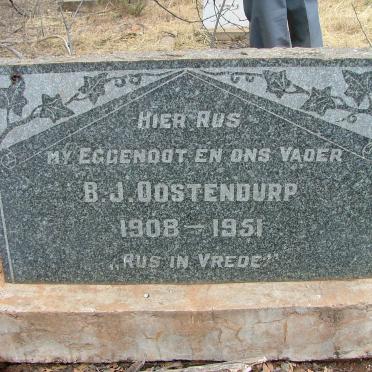 Hier Rus
my Eggenoot en ons Vader
B.J. Oostendurp
1908 — 1951
„Rus in Vrede"